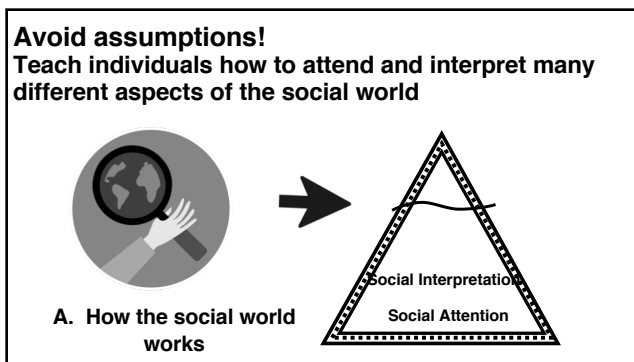 Avoid assumptions!
Teach individuals how to attend and interpret many
different aspects of the social world
Social Interpretation
Social Attention
A. How the social world
works